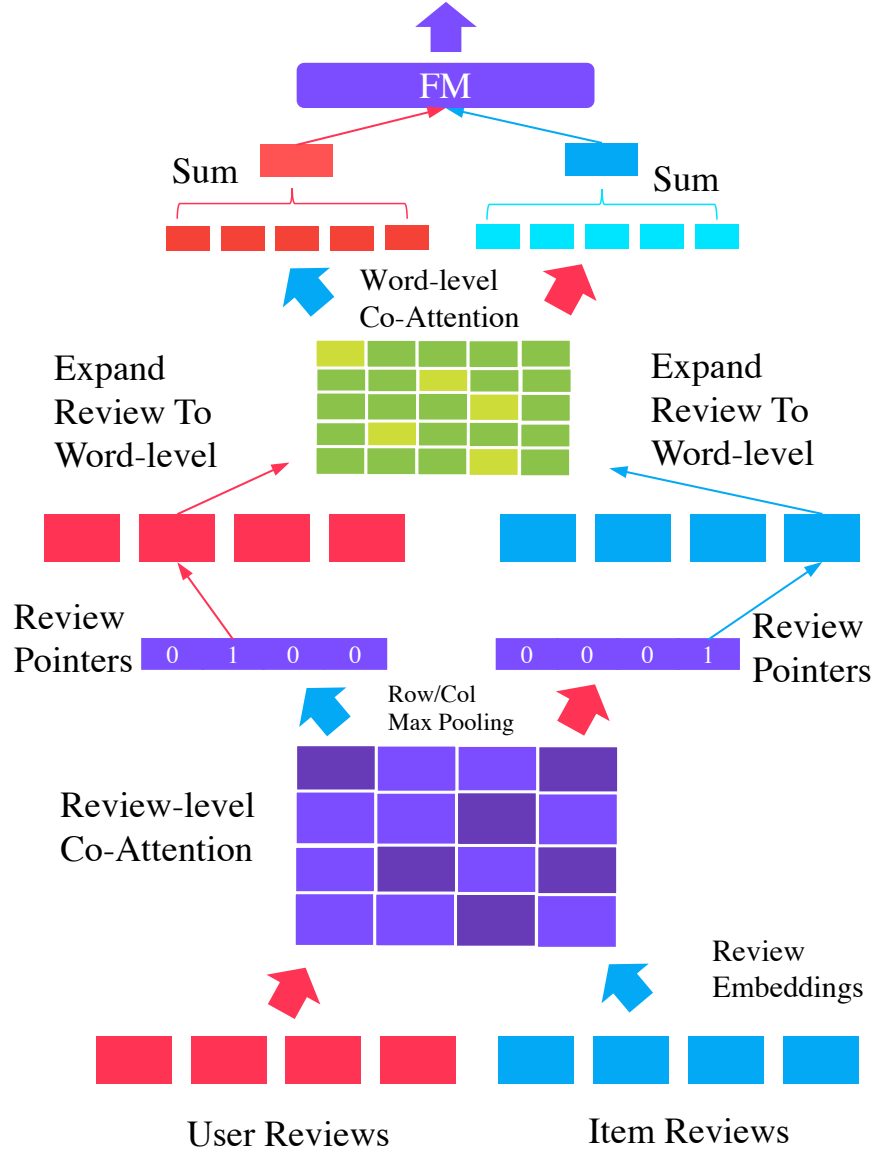 FM
Sum
Sum
Word-level
Co-Attention
Expand
Review To
Word-level
Expand
Review To
Word-level
Review
Pointers
0 1 0 0
0 0 0 1
Review
Pointers
Row/Col
Max Pooling
Review-level
Co-Attention
Review
Embeddings
User Reviews
Item Reviews